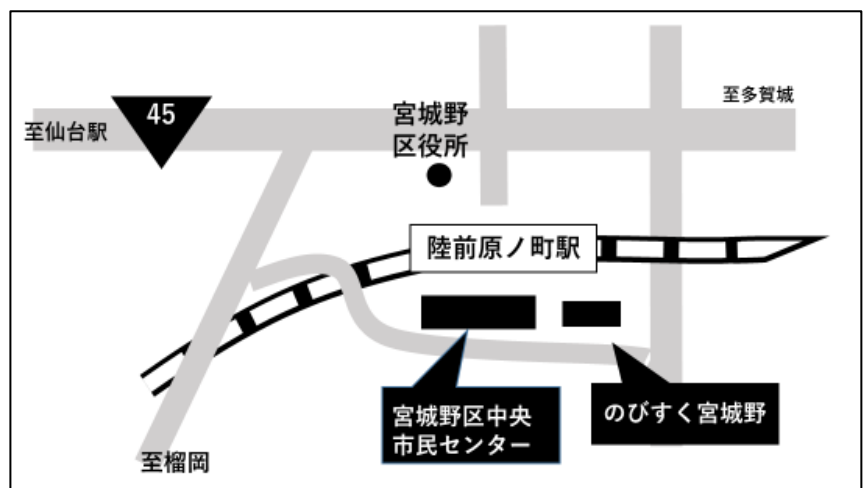 45
至多賀城
至仙台駅
宮城野
区役所
陸前原ノ町駅
宮城野区中央
市民センター
のびすく宮城野
至榴岡